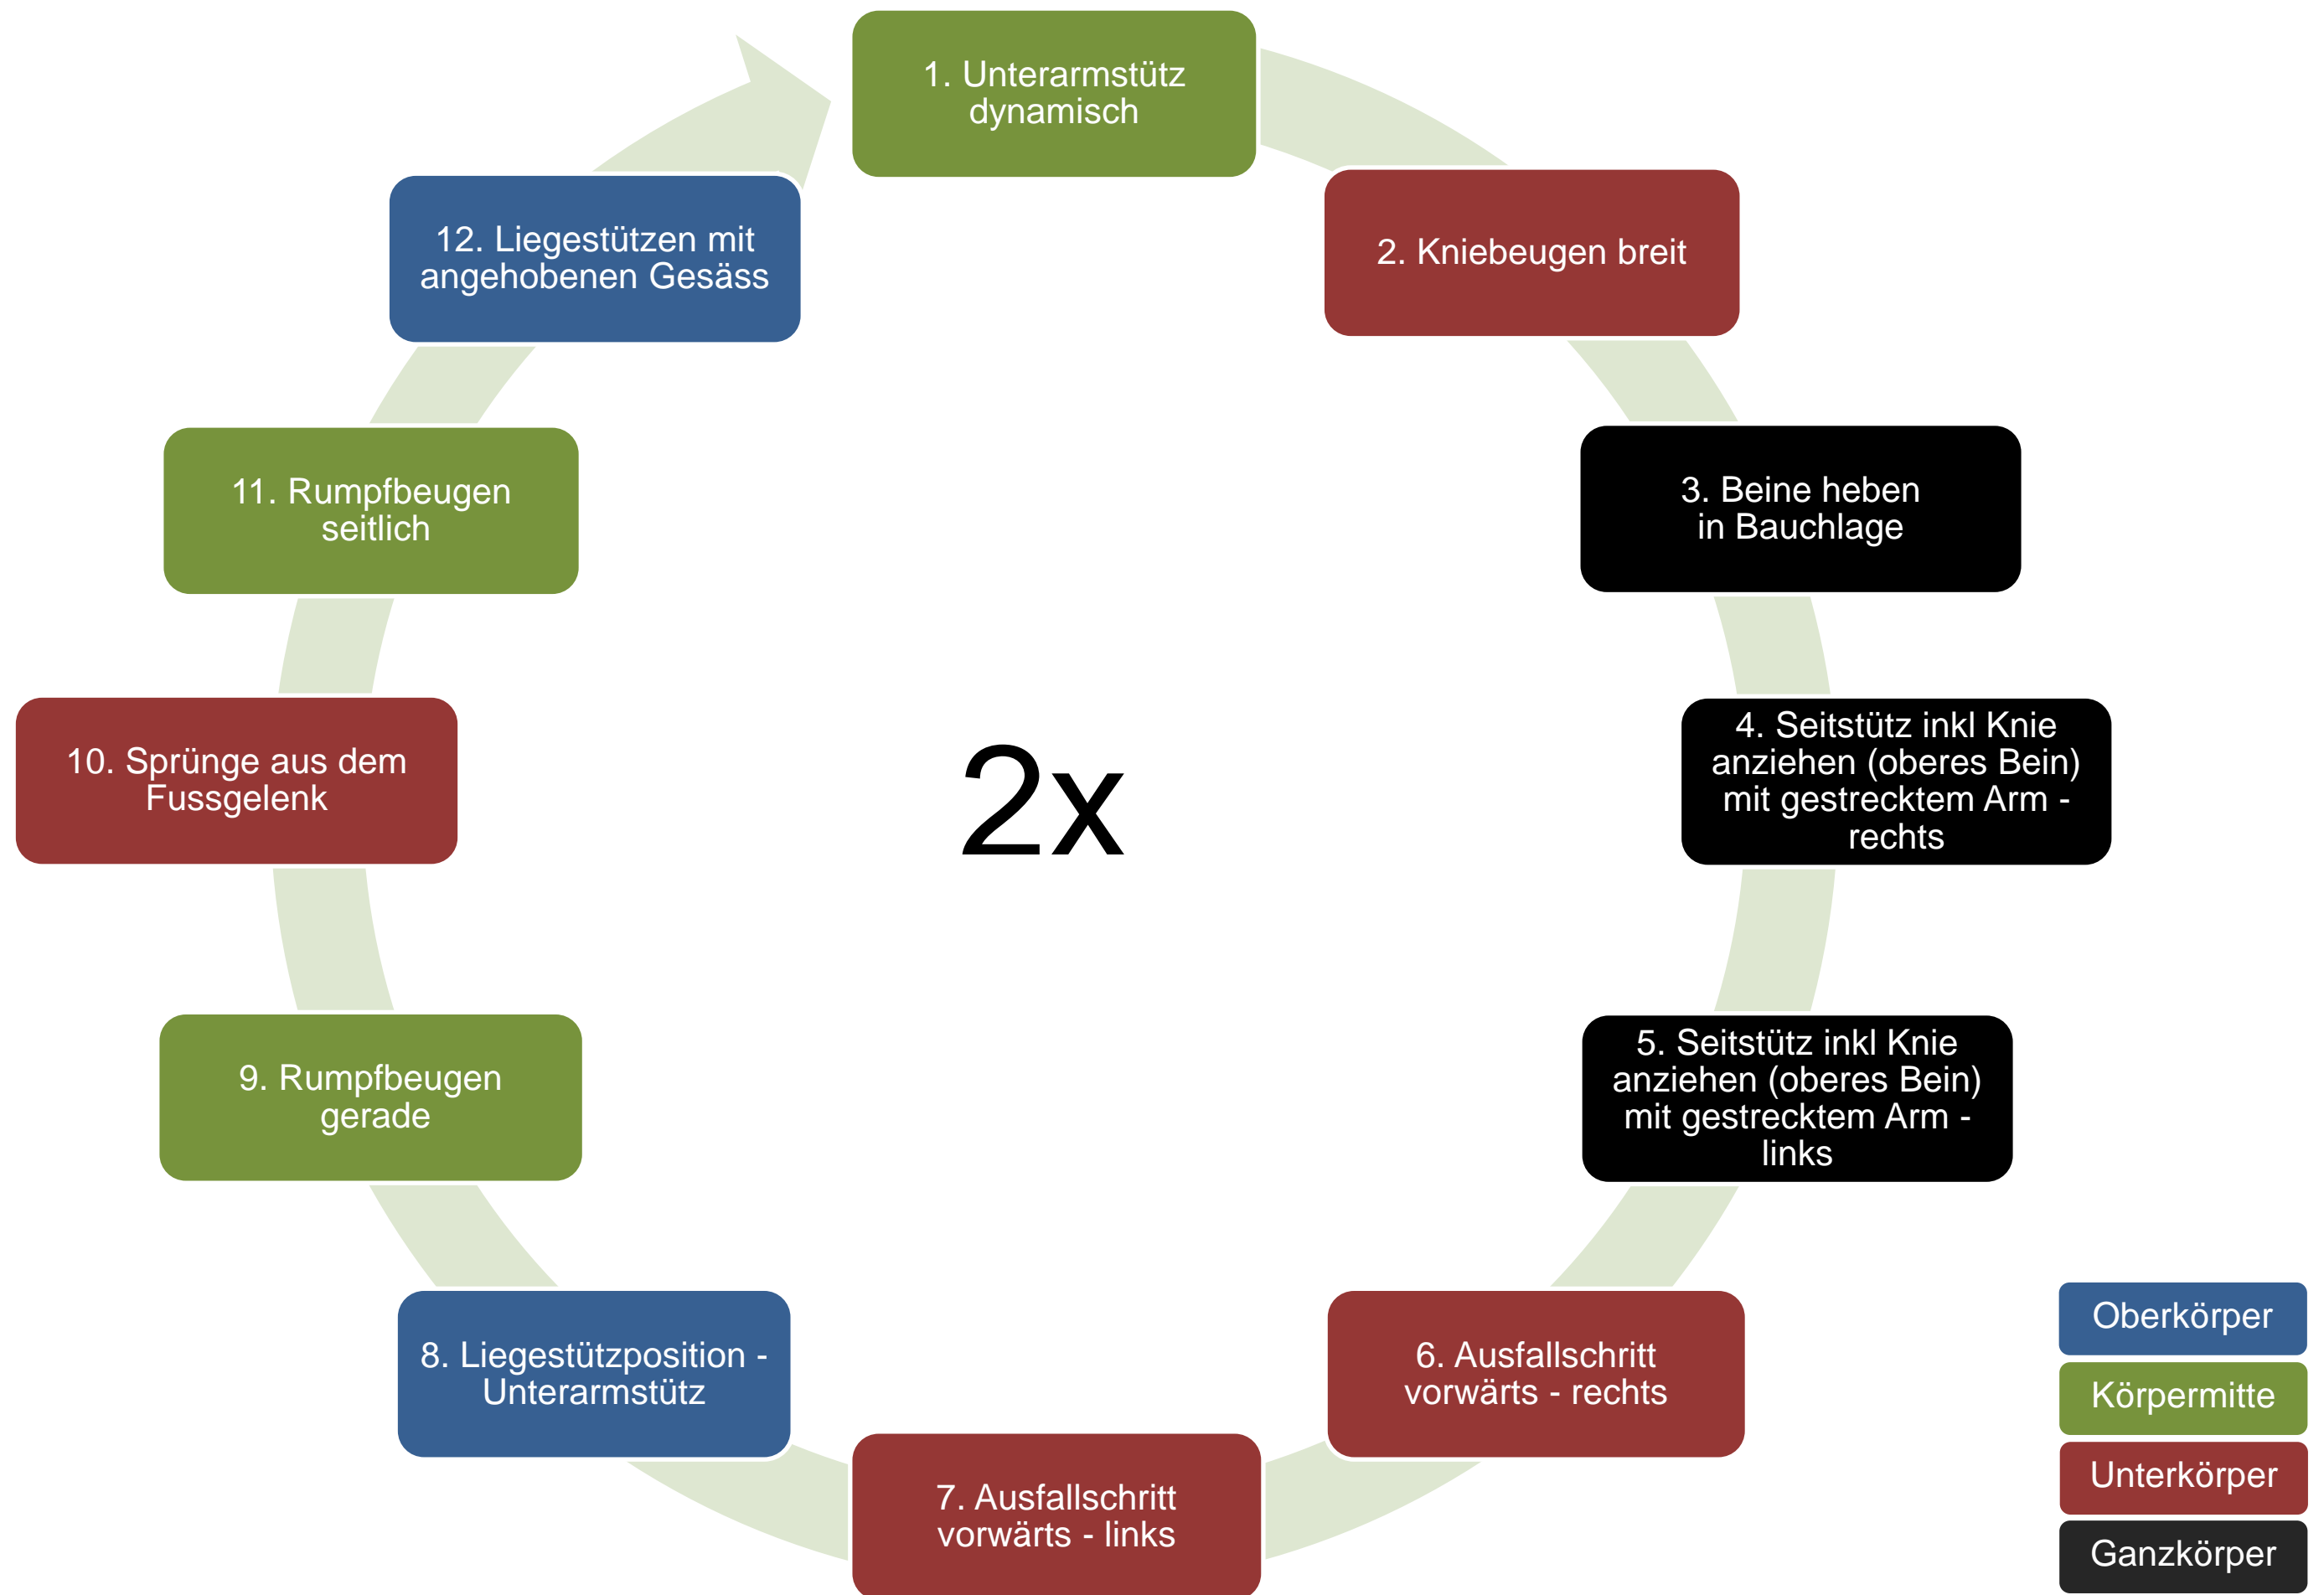 1. Unterarmstütz
dynamisch
2. Kniebeugen breit
3. Beine heben
in Bauchlage
4. Seitstütz inkl Knie
anziehen (oberes Bein)
mit gestrecktem Arm -
rechts
5. Seitstütz inkl Knie
anziehen (oberes Bein)
mit gestrecktem Arm -
links
6. Ausfallschritt
vorwärts - rechts
7. Ausfallschritt
vorwärts - links
8. Liegestützposition -
Unterarmstütz
9. Rumpfbeugen
gerade
10. Sprünge aus dem
Fussgelenk
11. Rumpfbeugen
seitlich
12. Liegestützen mit
angehobenen Gesäss
2x
Oberkörper
Körpermitte
Unterkörper
Ganzkörper